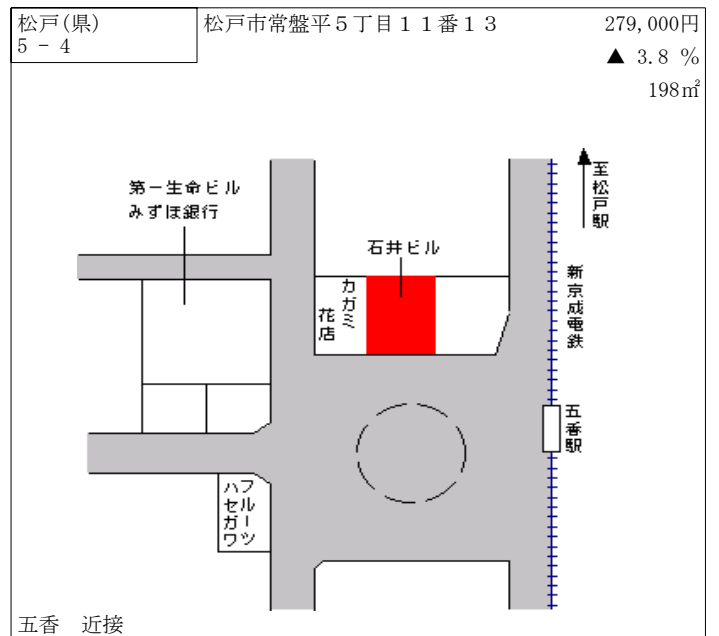 松戸(県)
5 - 4
松戸市常盤平５丁目１１番１３
279,000円
▲ 3.8 %
198㎡
第一生命ビル
みずほ銀行
石井ビル
カガミ
花店
至松戸駅
新京成電鉄
五香駅
フルーツ
ハセガワ
五香　近接